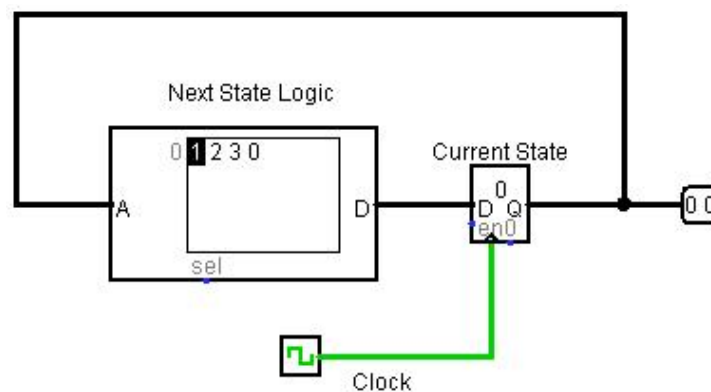 Next State Logic
0 1 2 3 0
A
D
sel
Current State
0
D Q
en0
0 0
Clock